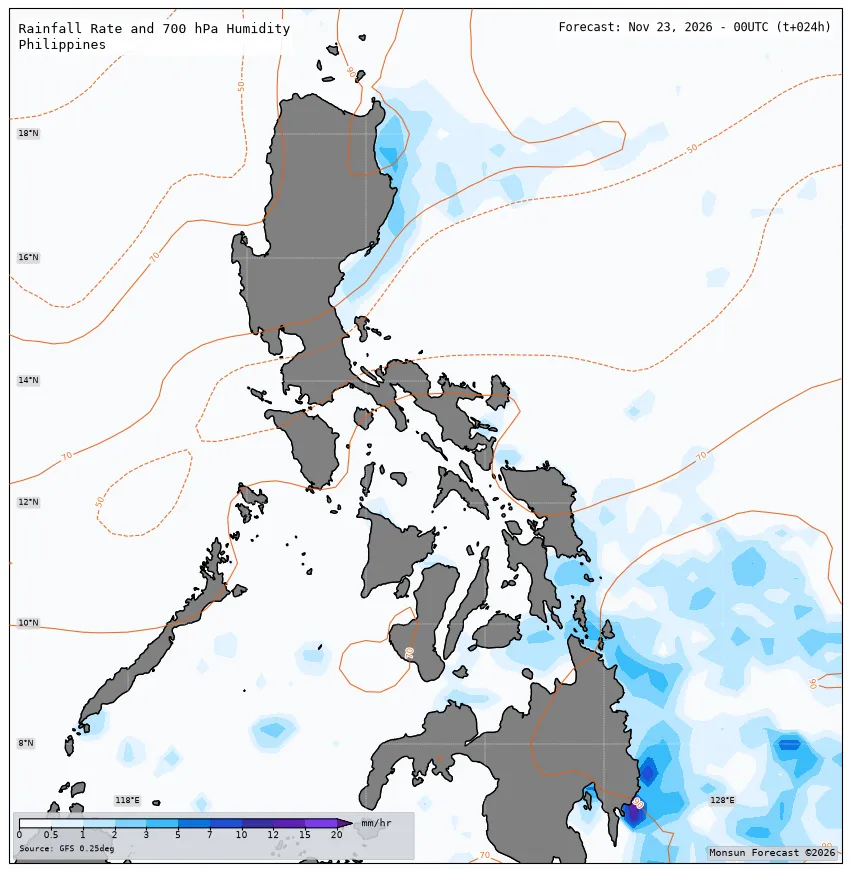 Rainfall Rate and 700 hPa Humidity
Philippines
Forecast: Nov 23, 2026 - 00UTC (t+024h)
90
50
18°N
50
16°N
70
14°N
70
70
12°N
50
10°N
70
90
8°N
118°E
128°E
90
90
mm/hr
0 0.5 1 2 3 5 7 10 12 15 20
Source: GFS 0.25deg
70
Monsun Forecast ©2026